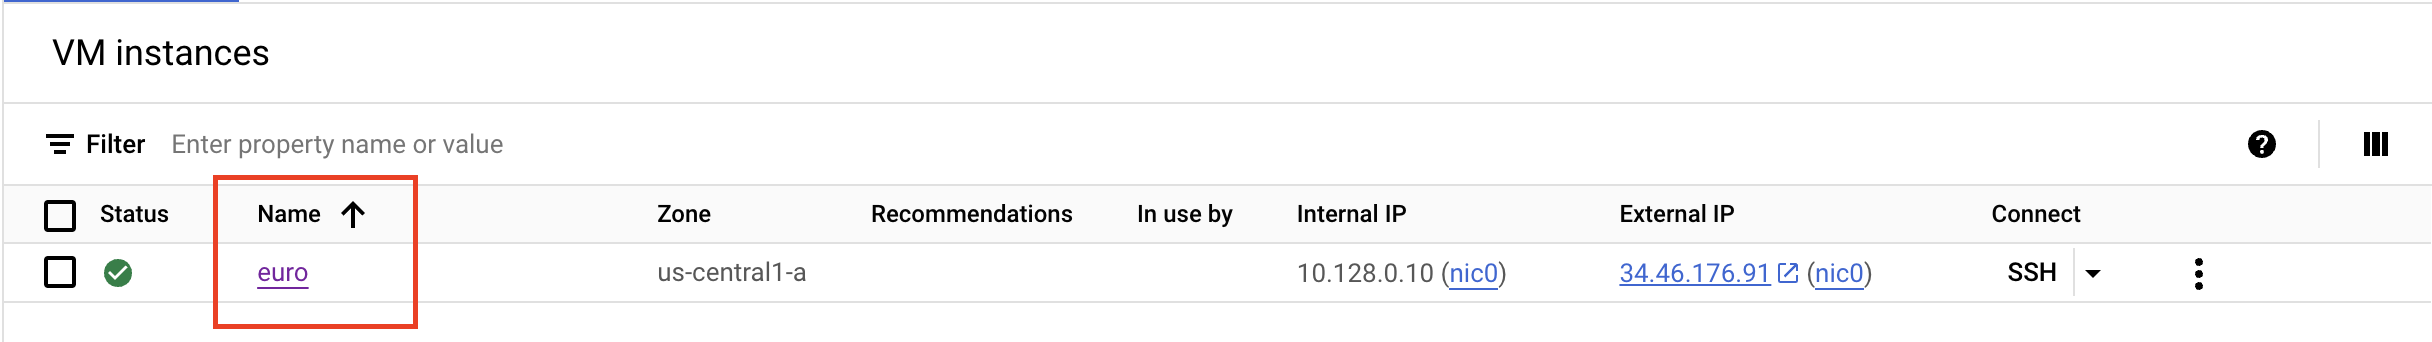 VM instances
Filter Enter property name or value
Status Name Zone Recommendations In use by Internal IP External IP Connect
euro us-central1-a 10.128.0.10 (nic0) 34.46.176.91 (nic0) SSH